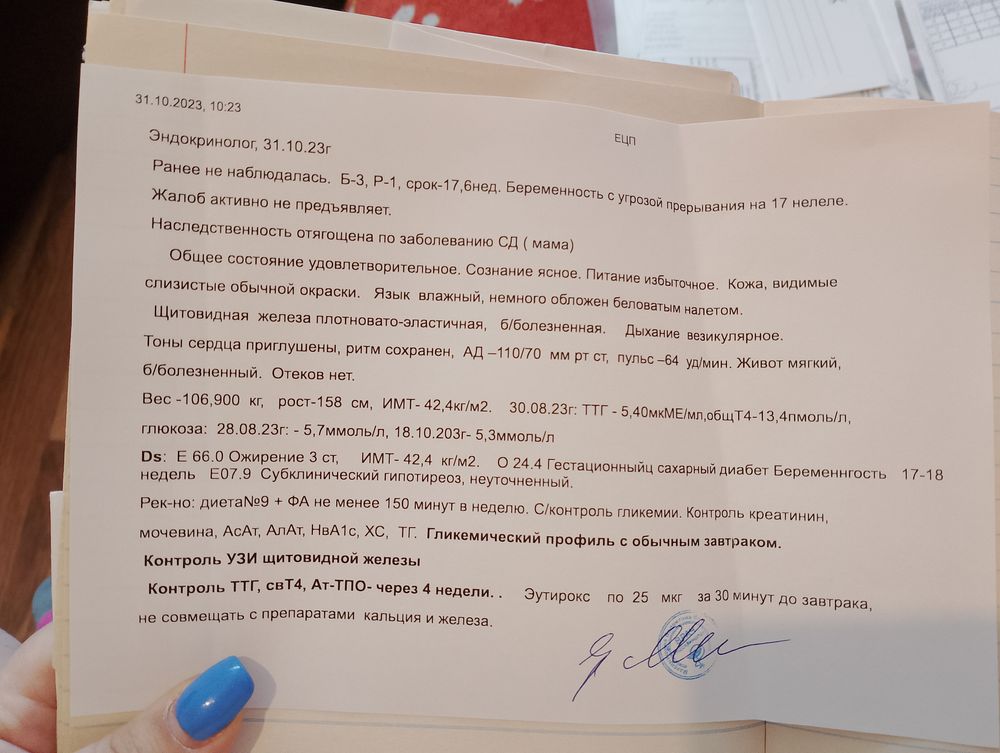 31.10.2023, 10:23
ЕЦП
Эндокринолог, 31.10.23г
Ранее не наблюдалась. Б-3, Р-1, срок-17,6нед. Беременность с угрозой прерывания на 17 нелеле.
Жалоб активно не предъявляет.
Наследственность отягощена по заболеванию СД ( мама)
Общее состояние удовлетворительное. Сознание ясное. Питание избыточное. Кожа, видимые
слизистые обычной окраски. Язык влажный, немного обложен беловатым налетом.
Щитовидная железа плотновато-эластичная, б/болезненная. Дыхание везикулярное.
Тоны сердца приглушены, ритм сохранен, АД –110/70 мм рт ст, пульс –64 уд/мин. Живот мягкий,
б/болезненный. Отеков нет.
Вес -106,900 кг, рост-158 см, ИМТ- 42,4кг/м2. 30.08.23г: ТТГ - 5,40мкМЕ/мл,общТ4-13,4пмоль/л,
глюкоза: 28.08.23г: - 5,7ммоль/л, 18.10.203г- 5,3ммоль/л
Ds: Е 66.0 Ожирение 3 ст, ИМТ- 42,4 кг/м2. О 24.4 Гестационныйц сахарный диабет Беременнгость 17-18
недель Е07.9 Субклинический гипотиреоз, неуточненный.
Рек-но: диета№9 + ФА не менее 150 минут в неделю. С/контроль гликемии. Контроль креатинин,
мочевина, АсАт, АлАт, НвА1с, ХС, ТГ. Гликемический профиль с обычным завтраком.
Контроль УЗИ щитовидной железы
Контроль ТТГ, свТ4, Ат-ТПО- через 4 недели. . Эутирокс по 25 мкг за 30 минут до завтрака,
не совмещать с препаратами кальция и железа.